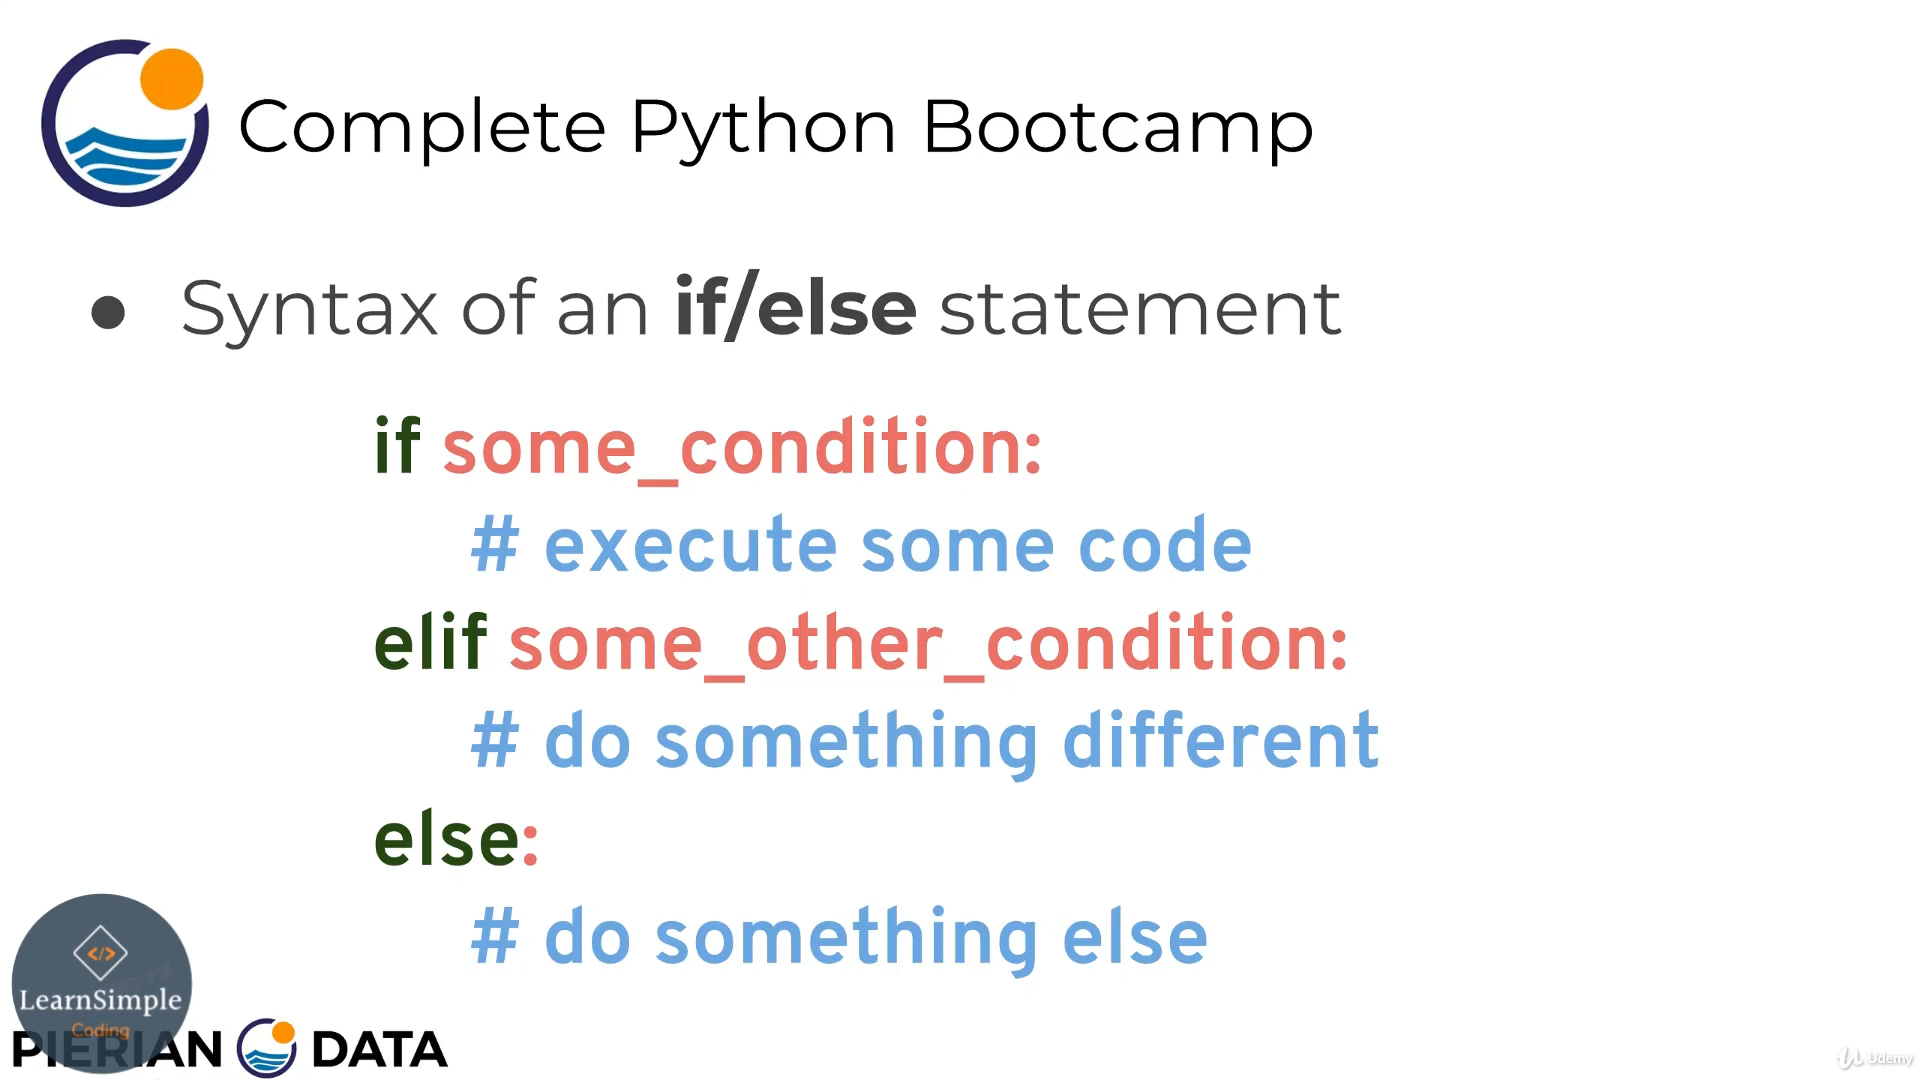 Complete Python Bootcamp
● Syntax of an if/else statement
if some_condition:
# execute some code
elif some_other_condition:
# do something different
else:
# do something else
</>
LearnSimple
Coding
PIERIAN DATA
Udemy